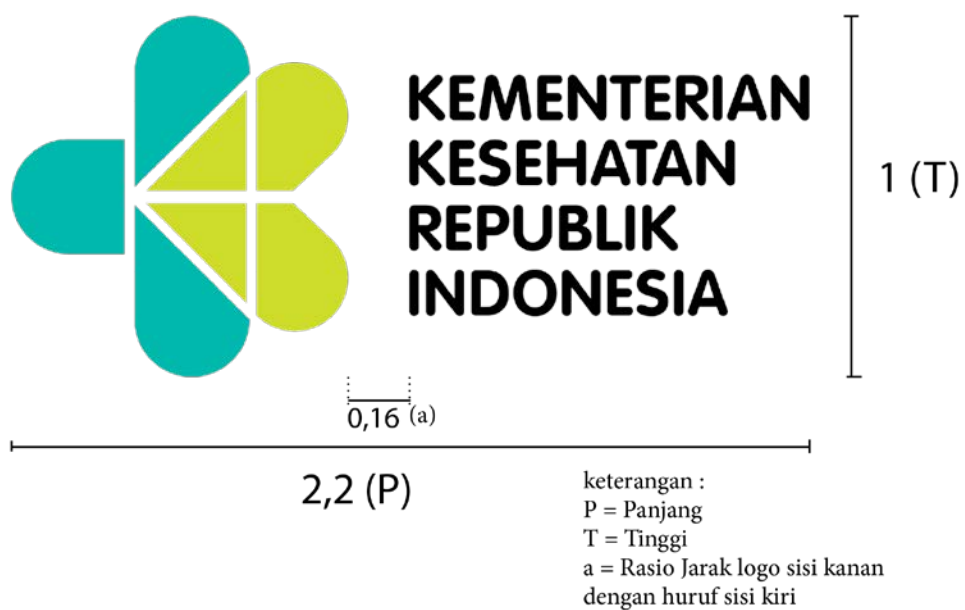 KEMENTERIAN
KESEHATAN
REPUBLIK
INDONESIA
1 (T)
0,16 (a)
2,2 (P)
keterangan :
P = Panjang
T = Tinggi
a = Rasio Jarak logo sisi kanan
dengan huruf sisi kiri